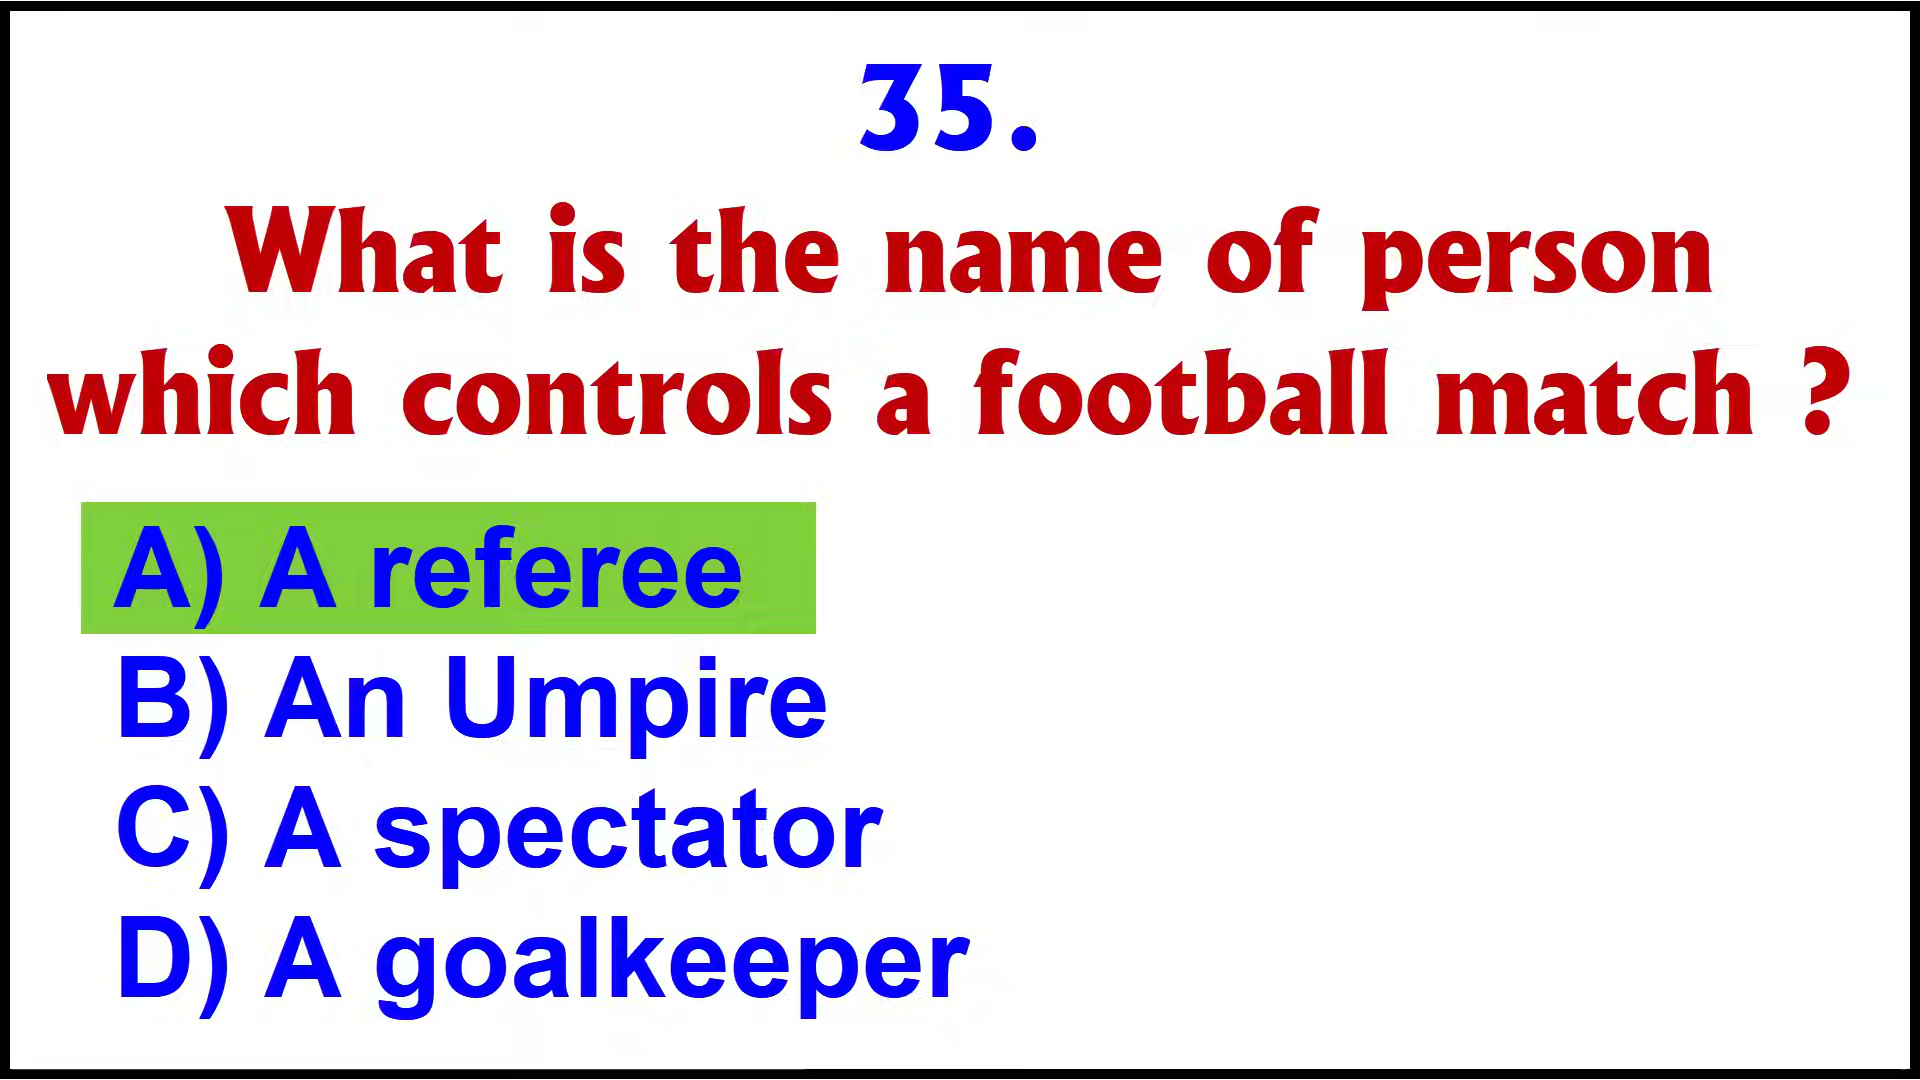 35.
What is the name of person
which controls a football match ?
A) A referee
B) An Umpire
C) A spectator
D) A goalkeeper